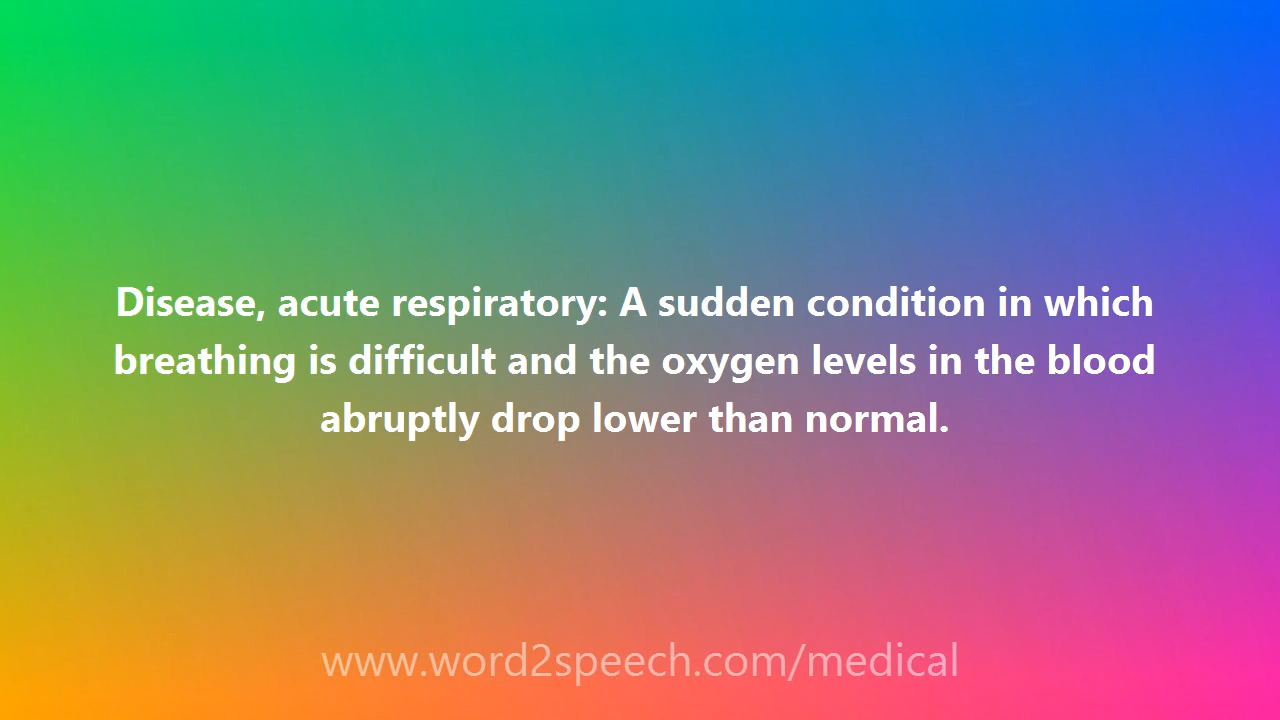 Disease, acute respiratory: A sudden condition in which
breathing is difficult and the oxygen levels in the blood
abruptly drop lower than normal.
www.word2speech.com/medical